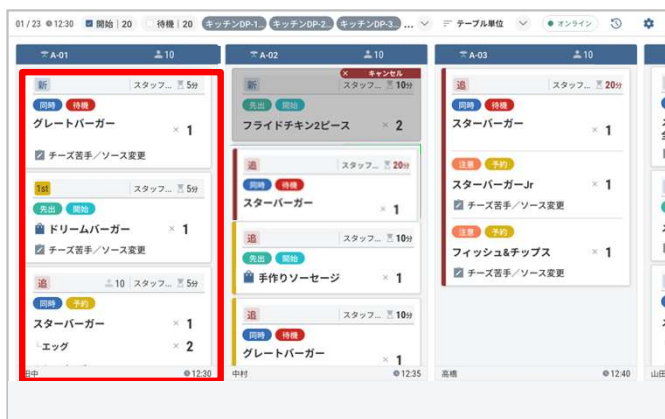 01 / 23 12:30 開始 | 20 待機 | 20 キッチンDP-1... キッチンDP-2... キッチンDP-3... ... テーブル単位 オンライン
A-01 10
新 スタッフ... 5分
同時 待機
グレートバーガー × 1
チーズ苦手／ソース変更
1st スタッフ... 5分
先出 開始
ドリームバーガー × 1
チーズ苦手／ソース変更
追 10 スタッフ... 5分
同時 予約
スターバーガー × 1
エッグ × 2
田中 12:30
A-02 10
× キャンセル
新 スタッフ... 10分
先出 開始
フライドチキン2ピース × 2
追 スタッフ... 20分
同時 待機
スターバーガー × 1
追 スタッフ... 10分
先出 開始
手作りソーセージ × 1
追 スタッフ... 10分
同時 待機
グレートバーガー × 1
中村 12:35
A-03 10
追 スタッフ... 20分
同時 待機
スターバーガー × 1
注意 予約
スターバーガーJr × 1
チーズ苦手／ソース変更
注意 予約
フィッシュ&チップス × 1
チーズ苦手／ソース変更
高橋 12:40
山田